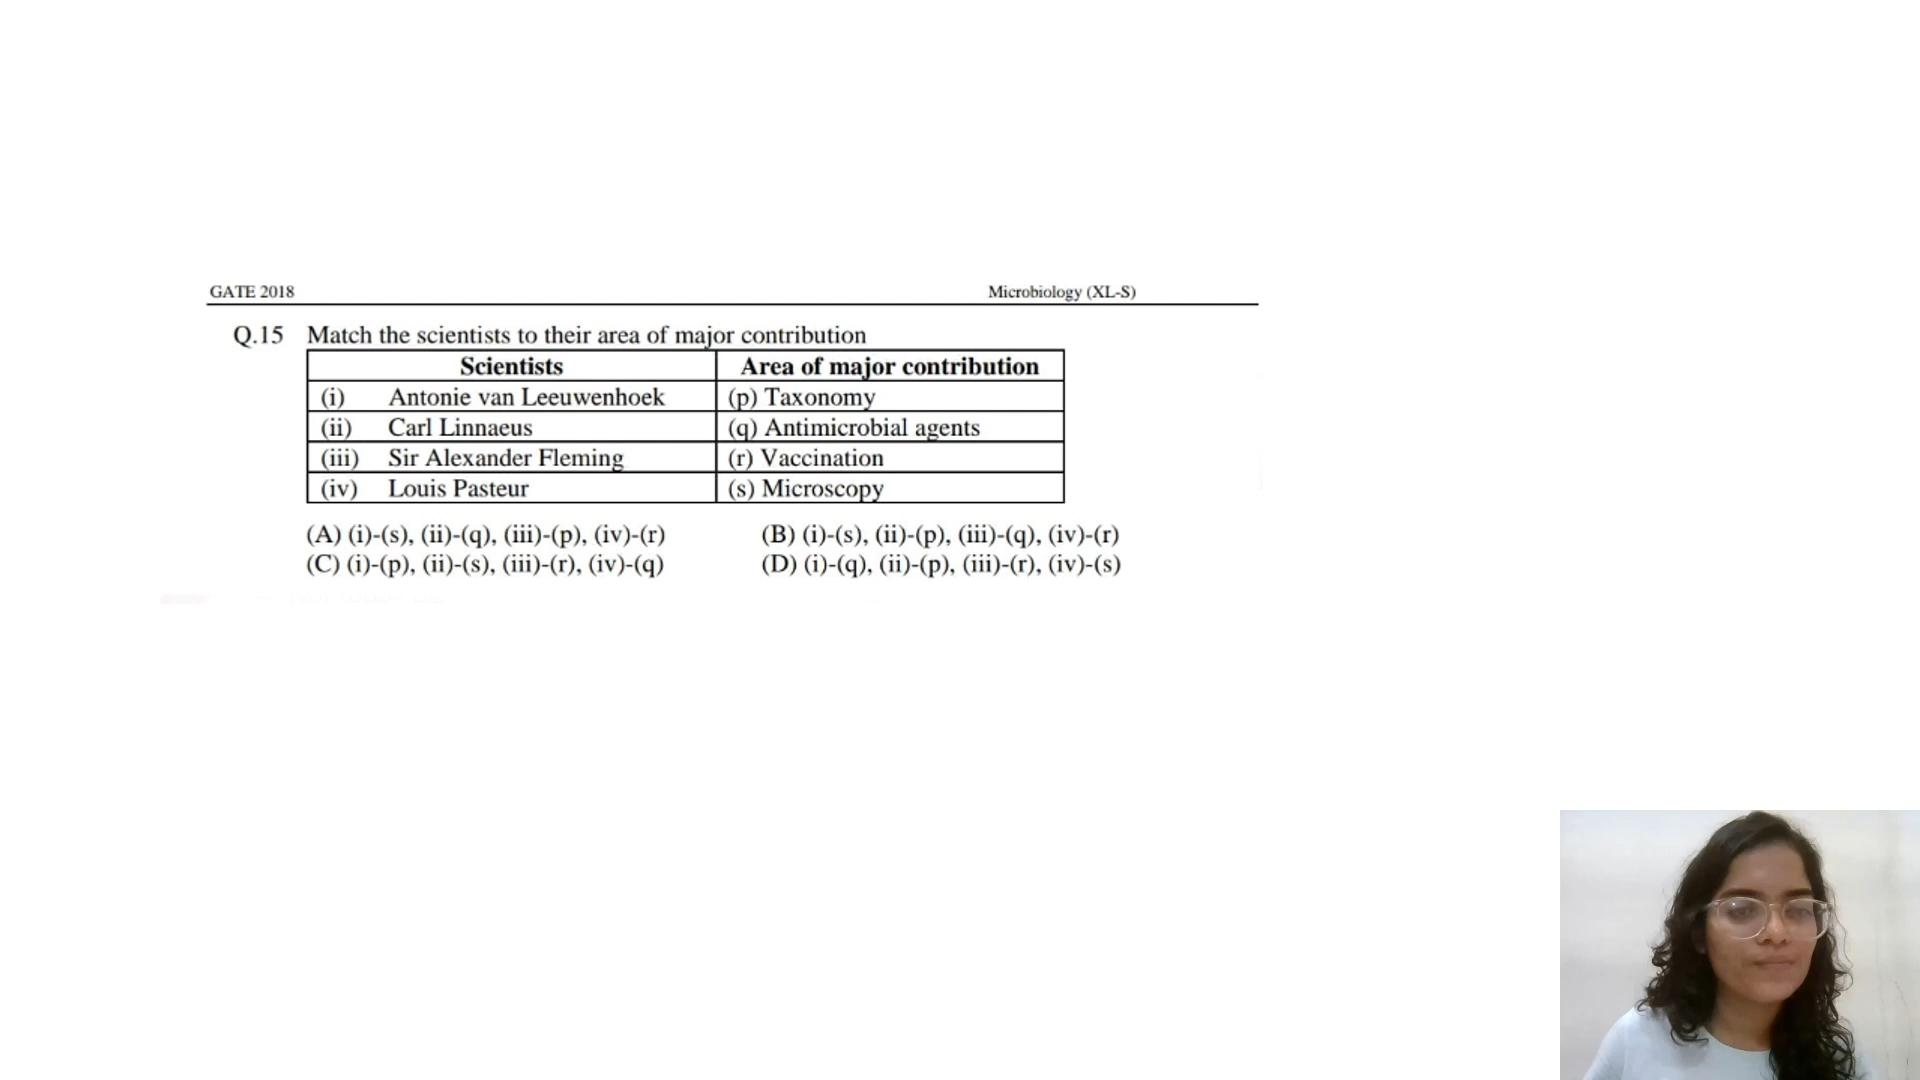 GATE 2018 Microbiology (XL-S)
Q.15 Match the scientists to their area of major contribution
Scientists Area of major contribution
(i) Antonie van Leeuwenhoek (p) Taxonomy
(ii) Carl Linnaeus (q) Antimicrobial agents
(iii) Sir Alexander Fleming (r) Vaccination
(iv) Louis Pasteur (s) Microscopy
(A) (i)-(s), (ii)-(q), (iii)-(p), (iv)-(r) (B) (i)-(s), (ii)-(p), (iii)-(q), (iv)-(r)
(C) (i)-(p), (ii)-(s), (iii)-(r), (iv)-(q) (D) (i)-(q), (ii)-(p), (iii)-(r), (iv)-(s)